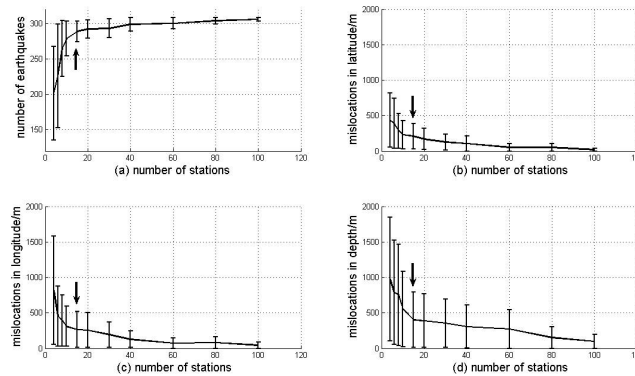 number of earthquakes
300
250
200
150
0 20 40 60 80 100 120
(a) number of stations
mislocations in latitude/m
2000
1500
1000
500
0
0 20 40 60 80 100 120
(b) number of stations
mislocations in longitude/m
2000
1500
1000
500
0
0 20 40 60 80 100 120
(c) number of stations
mislocations in depth/m
2000
1500
1000
500
0
0 20 40 60 80 100 120
(d) number of stations